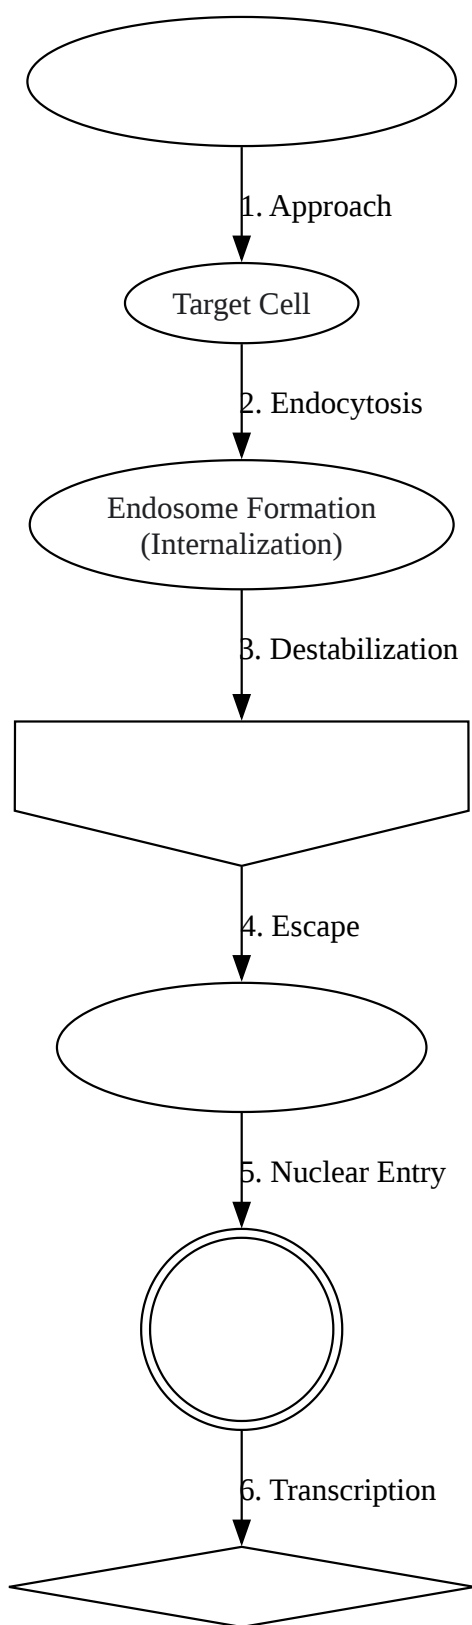 1. Approach
Target Cell
2. Endocytosis
Endosome Formation
(Internalization)
3. Destabilization
4. Escape
5. Nuclear Entry
6. Transcription